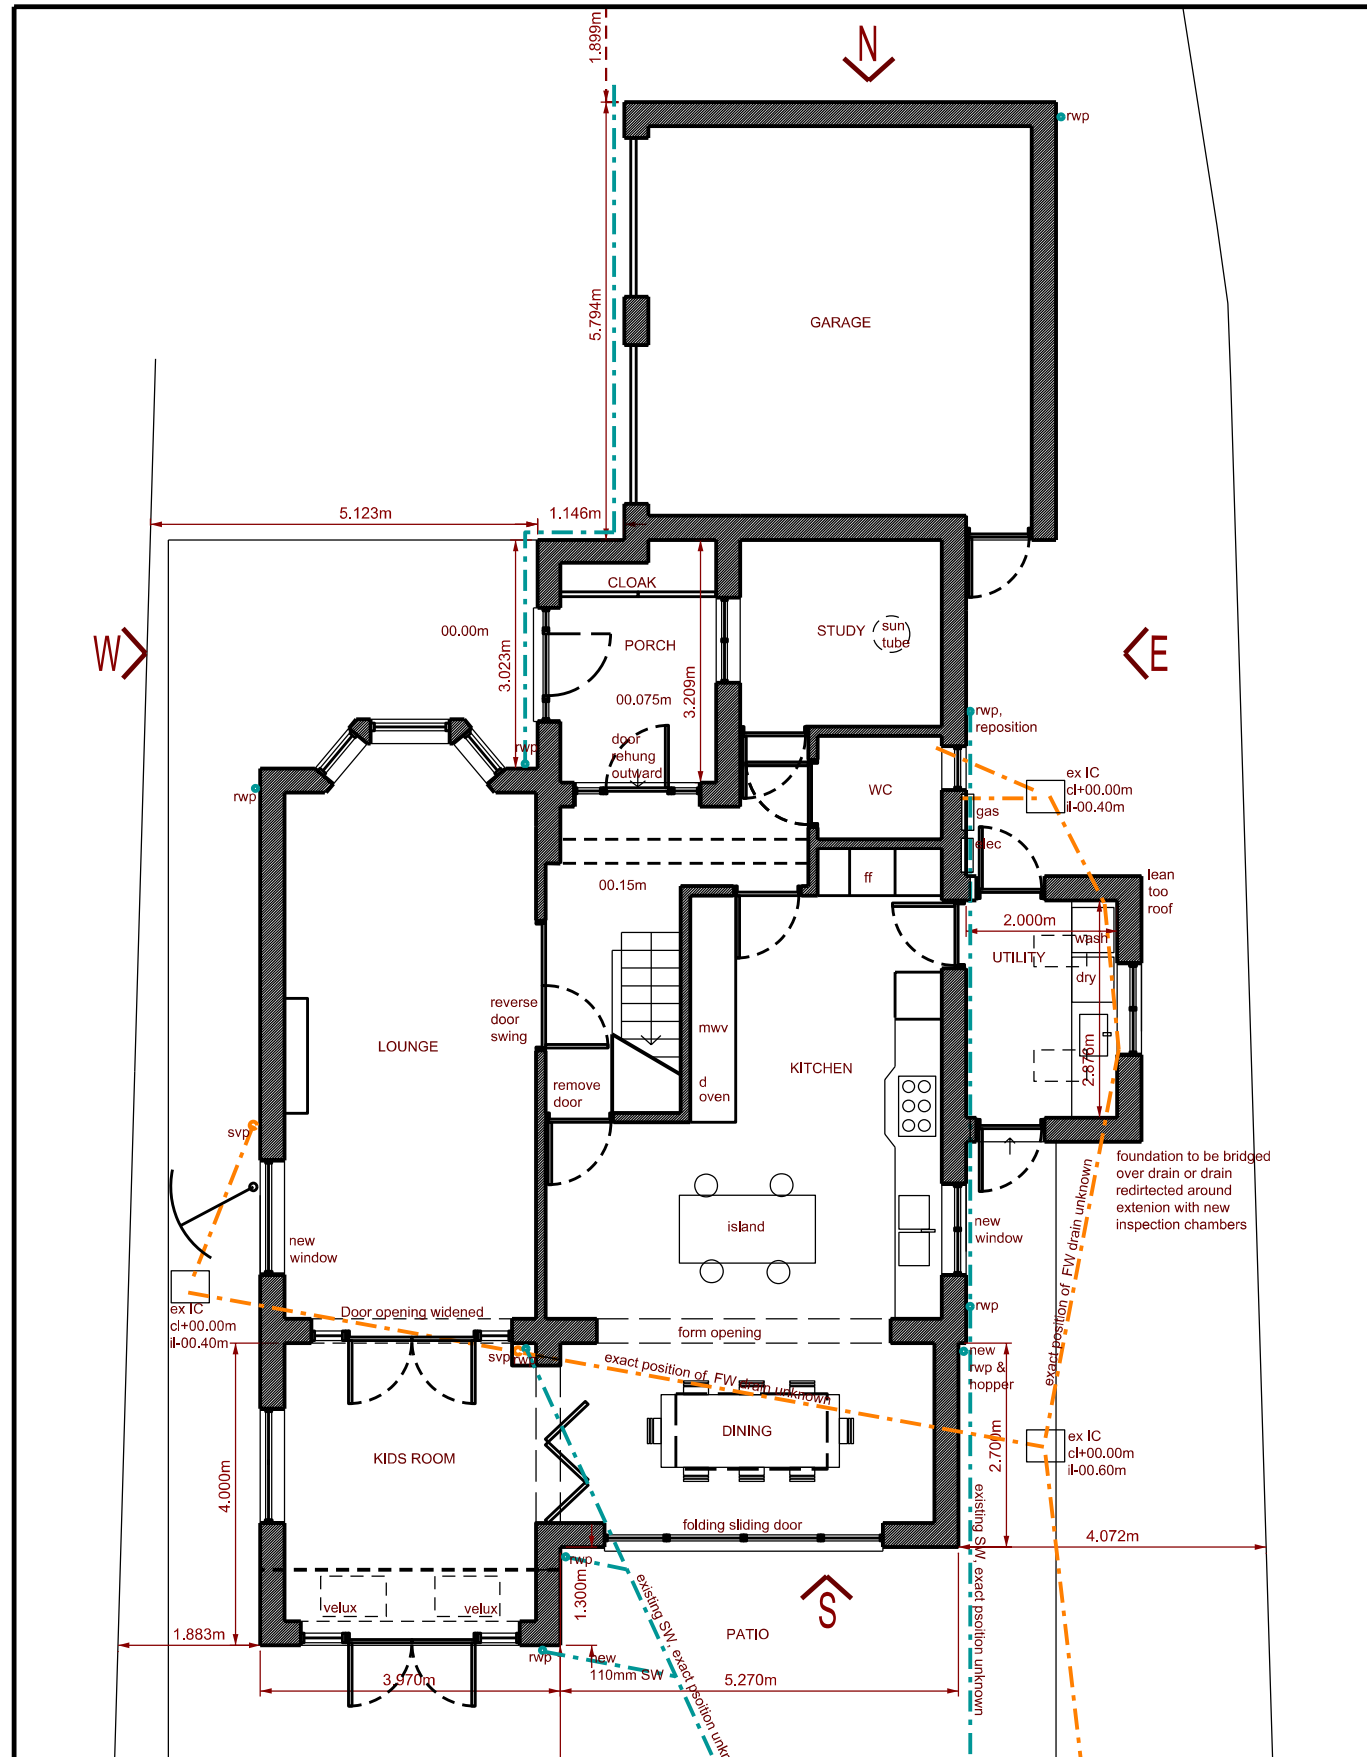 1.899m
N
rwp
5.794m
GARAGE
5.123m
1.146m
CLOAK
00.00m
3.023m
PORCH
00.075m
3.209m
STUDY
sun
tube
W
E
door
rehung
outward
rwp
rwp,
reposition
rwp
WC
ex IC
cl+00.00m
il-00.40m
gas
elec
ff
lean
too
roof
00.15m
2.000m
wash
UTILITY
dry
2.876m
reverse
door
swing
LOUNGE
mwv
KITCHEN
remove
door
d
oven
svp
foundation to be bridged
over drain or drain
redirtected around
extenion with new
inspection chambers
island
new
window
new
window
exact position of FW drain unknown
ex IC
cl+00.00m
il-00.40m
Door opening widened
form opening
rwp
svp
rwp
exact position of FW drain unknown
new
rwp &
hopper
2.700m
DINING
KIDS ROOM
4.000m
ex IC
cl+00.00m
il-00.60m
folding sliding door
4.072m
rwp
1.300m
existing SW, exact psoition unkr
existing SW, exact psoition unknown
S
velux
velux
1.883m
PATIO
rwp
new
110mm SW
3.970m
5.270m